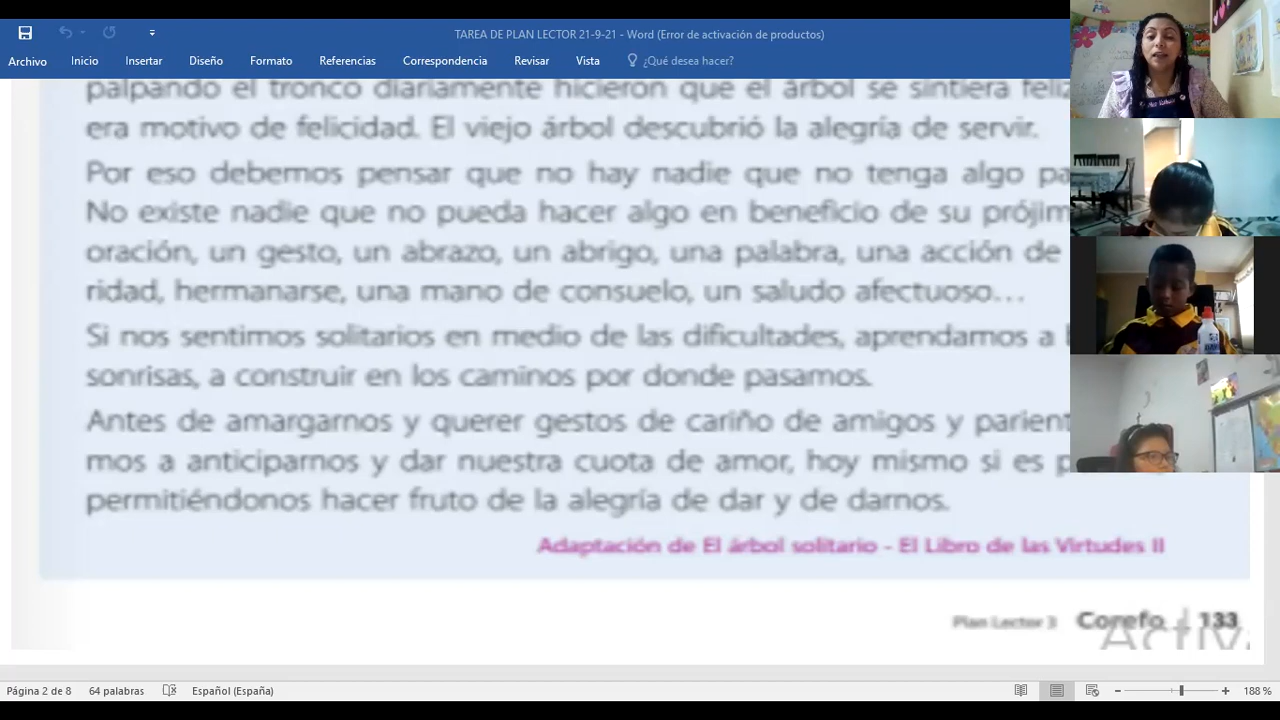 TAREA DE PLAN LECTOR 21-9-21 - Word (Error de activación de productos)
Archivo Inicio Insertar Diseño Formato Referencias Correspondencia Revisar Vista ¿Qué desea hacer?
palpando el tronco diariamente hicieron que el árbol se sintiera feliz
era motivo de felicidad. El viejo árbol descubrió la alegría de servir.
Por eso debemos pensar que no hay nadie que no tenga algo
No existe nadie que no pueda hacer algo en beneficio de su
oración, un gesto, un abrazo, un abrigo, una palabra, una acción de
ridad, hermanarse, una mano de consuelo, un saludo afectuoso...
Si nos sentimos solitarios en medio de las dificultades, aprendamos a
sonrisas, a construir en los caminos por donde pasamos.
Antes de amargarnos y querer gestos de cariño de amigos y
mos a anticiparnos y dar nuestra cuota de amor, hoy mismo si es
permitiéndonos hacer fruto de la alegría de dar y de darnos.
Adaptación de El árbol solitario - El Libro de las Virtudes II
Plan Lector 3 Corefo 133
Página 2 de 8 64 palabras Español (España) 188 %